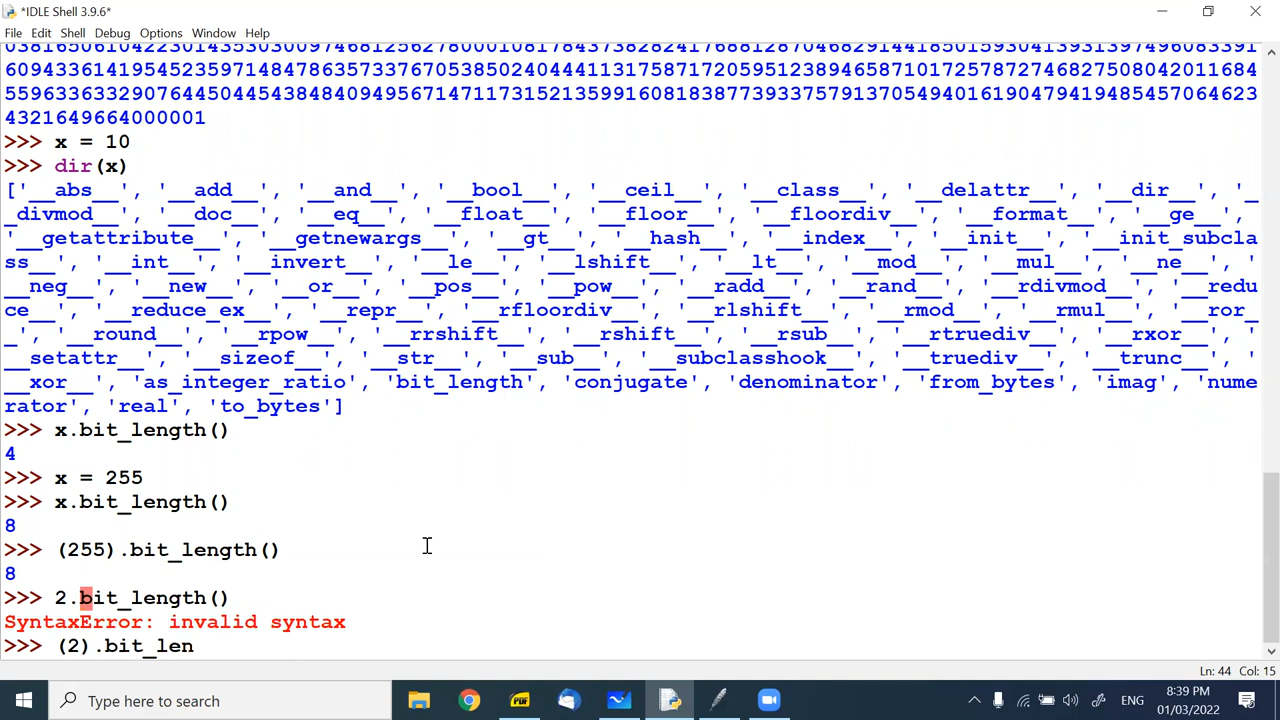 *IDLE Shell 3.9.6*
File Edit Shell Debug Options Window Help
60943361419545235971484786357337670538502404441131758717205951238946587101725787274682750804201168​4
559633633290764450445438484094956714711731521359916081838773933757913705494016190479419485457064623
4321649664000001
>>> x = 10
>>> dir(x)
['__abs__', '__add__', '__and__', '__bool__', '__ceil__', '__class__', '__delattr__', '__dir__', '_
_divmod__', '__doc__', '__eq__', '__float__', '__floor__', '__floordiv__', '__format__', '__ge__',
'__getattribute__', '__getnewargs__', '__gt__', '__hash__', '__index__', '__init__', '__init_subcla
ss__', '__int__', '__invert__', '__le__', '__lshift__', '__lt__', '__mod__', '__mul__', '__ne__', '
__neg__', '__new__', '__or__', '__pos__', '__pow__', '__radd__', '__rand__', '__rdivmod__', '__redu
ce__', '__reduce_ex__', '__repr__', '__rfloordiv__', '__rlshift__', '__rmod__', '__rmul__', '__ror_
_', '__round__', '__rpow__', '__rrshift__', '__rshift__', '__rsub__', '__rtruediv__', '__rxor__', '
__setattr__', '__sizeof__', '__str__', '__sub__', '__subclasshook__', '__truediv__', '__trunc__', '
__xor__', 'as_integer_ratio', 'bit_length', 'conjugate', 'denominator', 'from_bytes', 'imag', 'nume
rator', 'real', 'to_bytes']
>>> x.bit_length()
4
>>> x = 255
>>> x.bit_length()
8
>>> (255).bit_length()
8
>>> 2.bit_length()
SyntaxError: invalid syntax
>>> (2).bit_len
Ln: 44 Col: 15
Type here to search
PDF
ENG
8:39 PM
01/03/2022